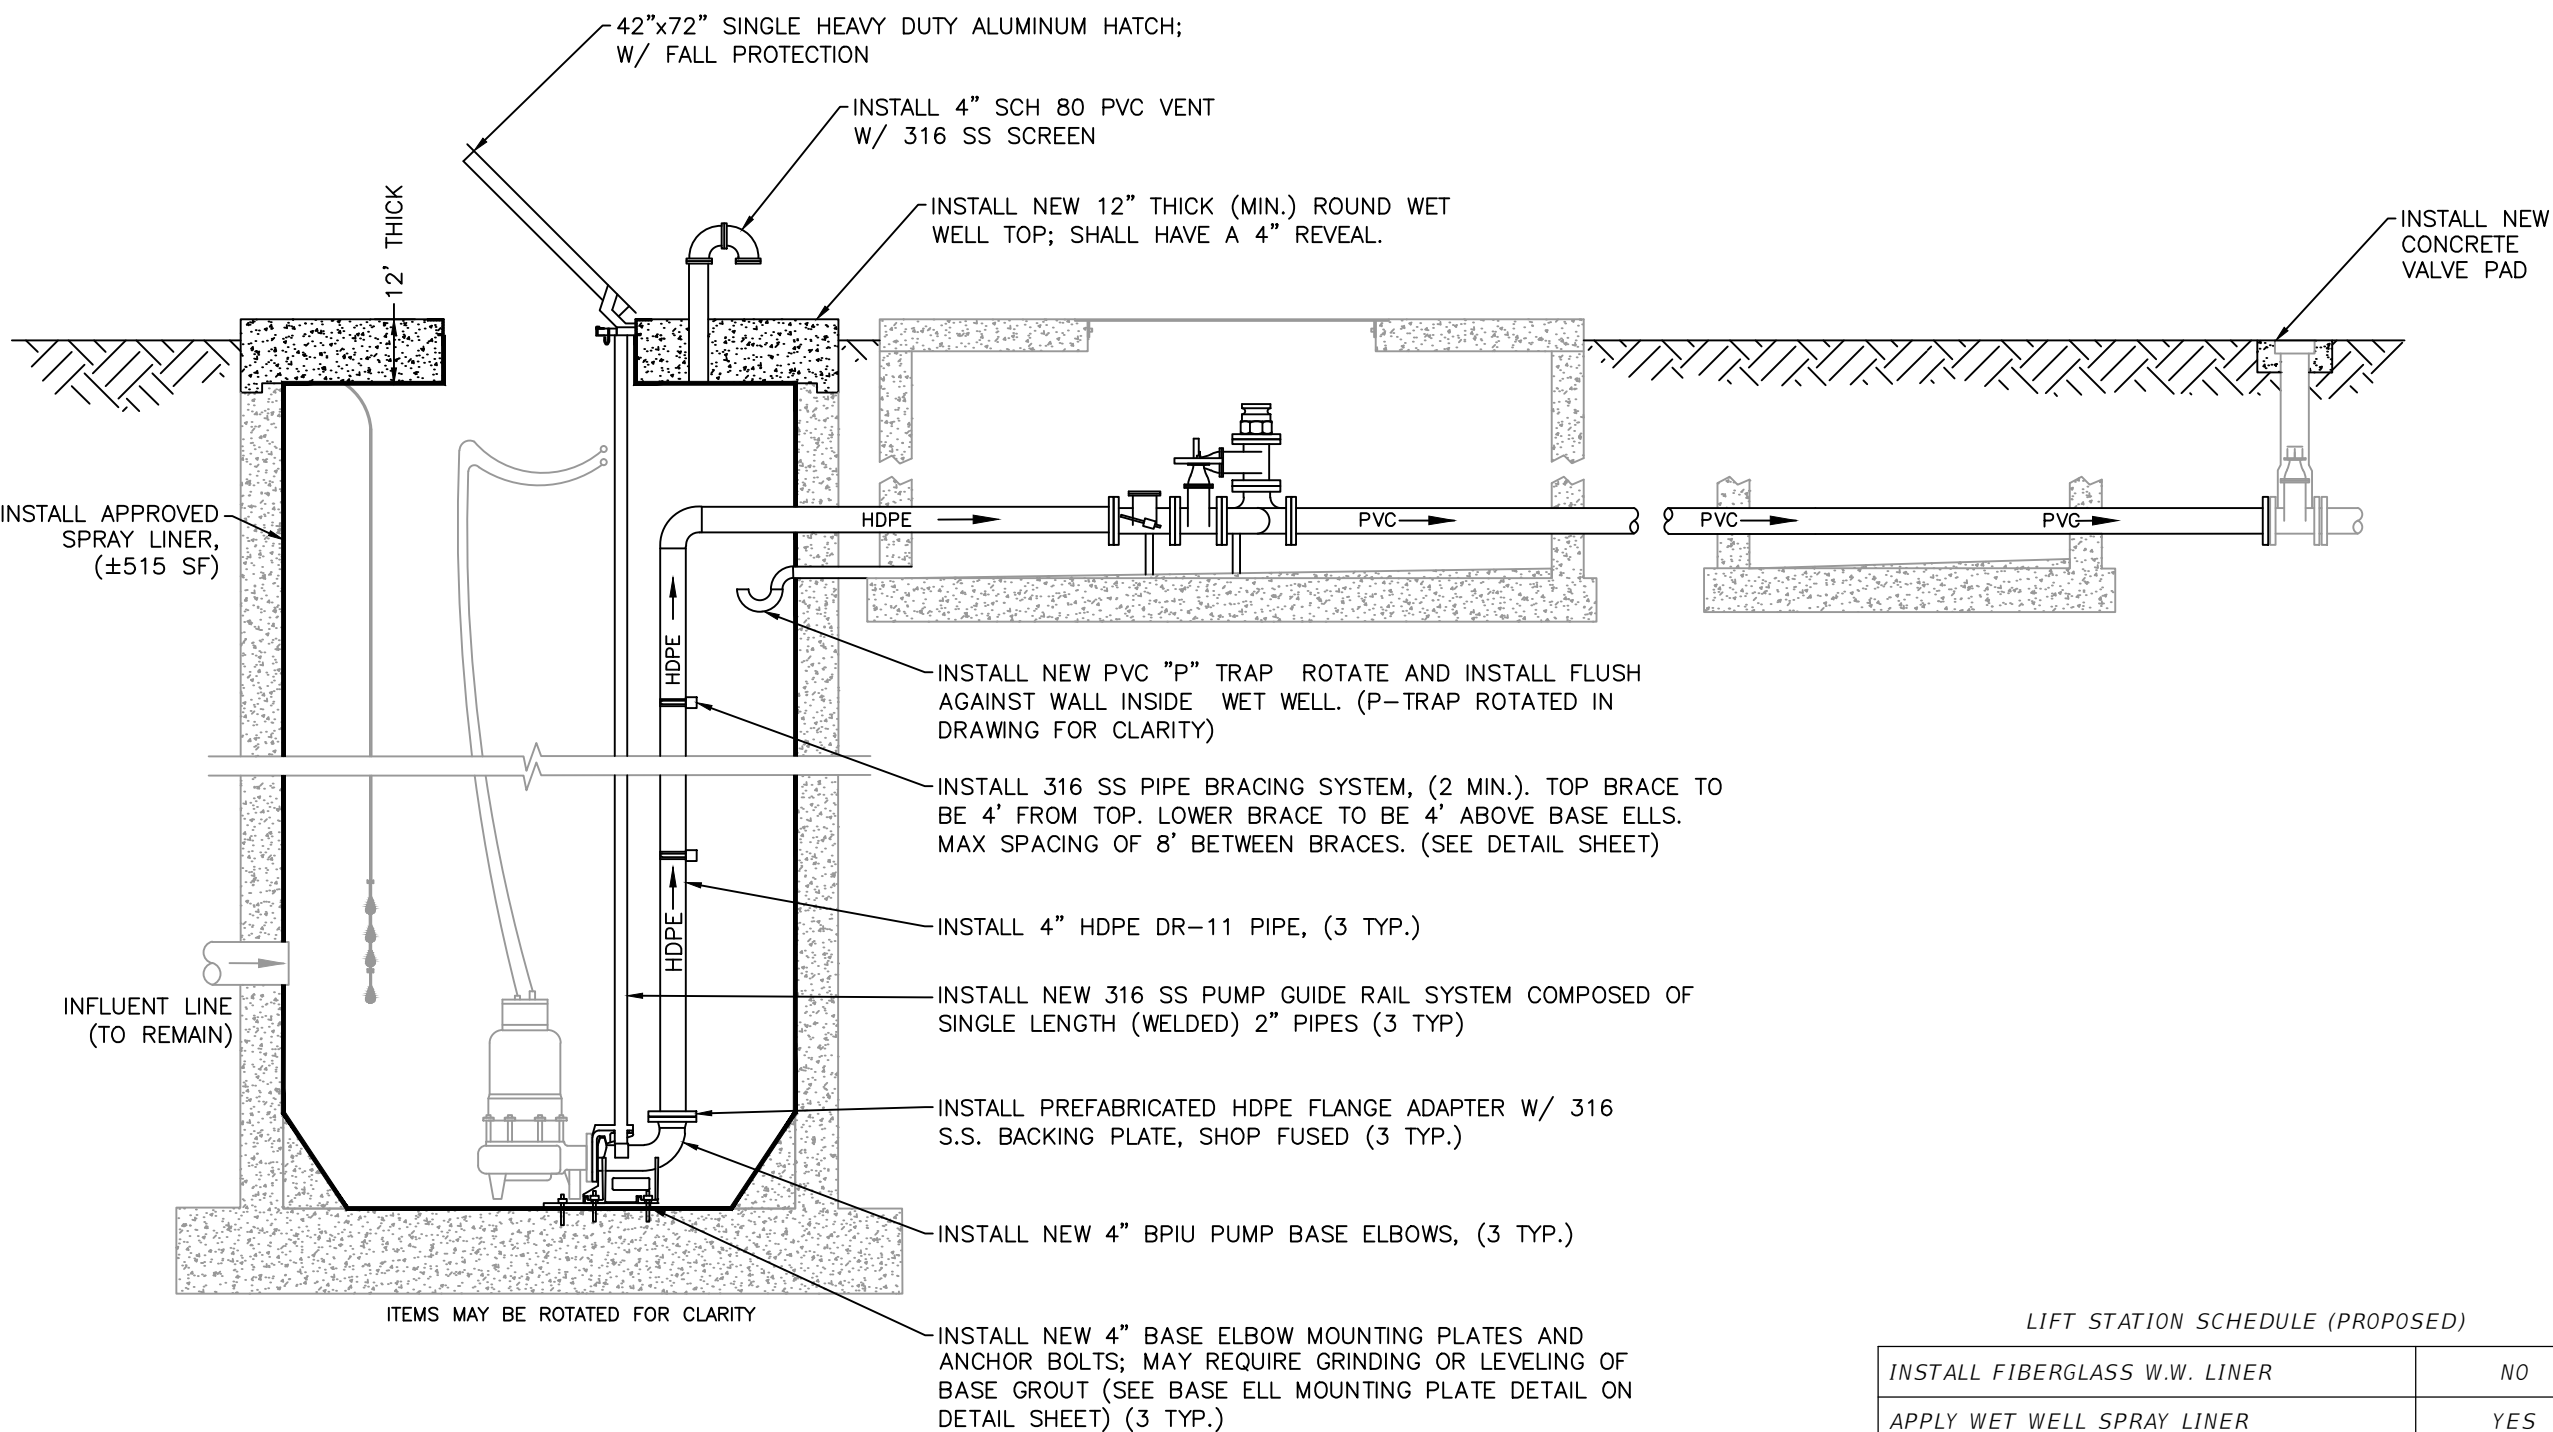 42"x72" SINGLE HEAVY DUTY ALUMINUM HATCH;
W/ FALL PROTECTION
INSTALL 4" SCH 80 PVC VENT
W/ 316 SS SCREEN
12' THICK
INSTALL NEW 12" THICK (MIN.) ROUND WET
WELL TOP; SHALL HAVE A 4" REVEAL.
INSTALL NEW
CONCRETE
VALVE PAD
INSTALL APPROVED
SPRAY LINER,
(±515 SF)
HDPE
PVC
PVC
PVC
HDPE
INSTALL NEW PVC "P" TRAP ROTATE AND INSTALL FLUSH
AGAINST WALL INSIDE WET WELL. (P-TRAP ROTATED IN
DRAWING FOR CLARITY)
INSTALL 316 SS PIPE BRACING SYSTEM, (2 MIN.). TOP BRACE TO
BE 4' FROM TOP. LOWER BRACE TO BE 4' ABOVE BASE ELLS.
MAX SPACING OF 8' BETWEEN BRACES. (SEE DETAIL SHEET)
HDPE
INSTALL 4" HDPE DR-11 PIPE, (3 TYP.)
INFLUENT LINE
(TO REMAIN)
INSTALL NEW 316 SS PUMP GUIDE RAIL SYSTEM COMPOSED OF
SINGLE LENGTH (WELDED) 2" PIPES (3 TYP)
INSTALL PREFABRICATED HDPE FLANGE ADAPTER W/ 316
S.S. BACKING PLATE, SHOP FUSED (3 TYP.)
INSTALL NEW 4" BPIU PUMP BASE ELBOWS, (3 TYP.)
ITEMS MAY BE ROTATED FOR CLARITY
INSTALL NEW 4" BASE ELBOW MOUNTING PLATES AND
ANCHOR BOLTS; MAY REQUIRE GRINDING OR LEVELING OF
BASE GROUT (SEE BASE ELL MOUNTING PLATE DETAIL ON
DETAIL SHEET) (3 TYP.)
LIFT STATION SCHEDULE (PROPOSED)
INSTALL FIBERGLASS W.W. LINER NO
APPLY WET WELL SPRAY LINER YES